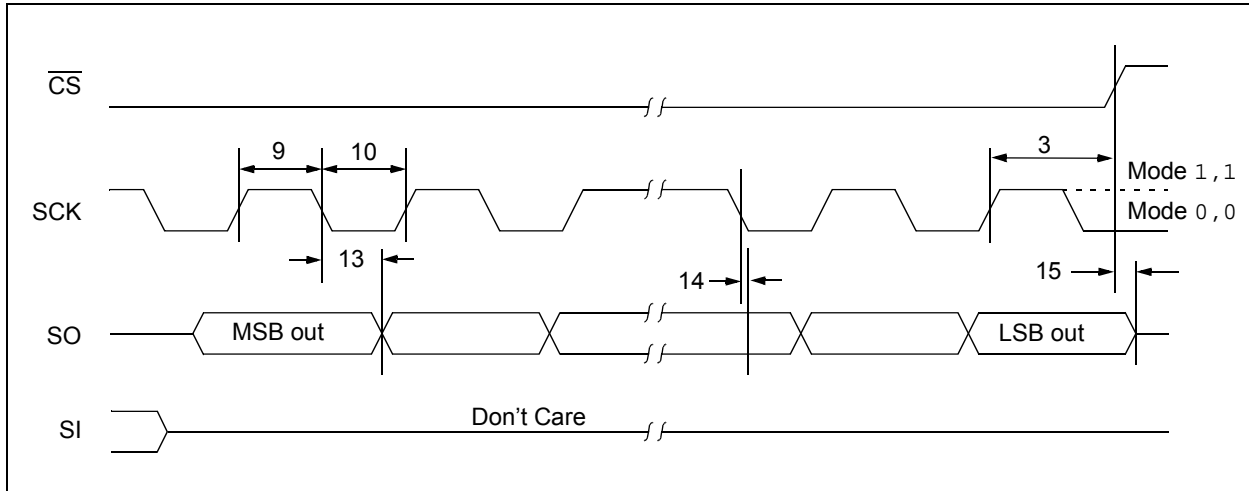 CS
9
10
3
Mode 1,1
SCK
Mode 0,0
13
14
15
SO
MSB out
LSB out
Don't Care
SI